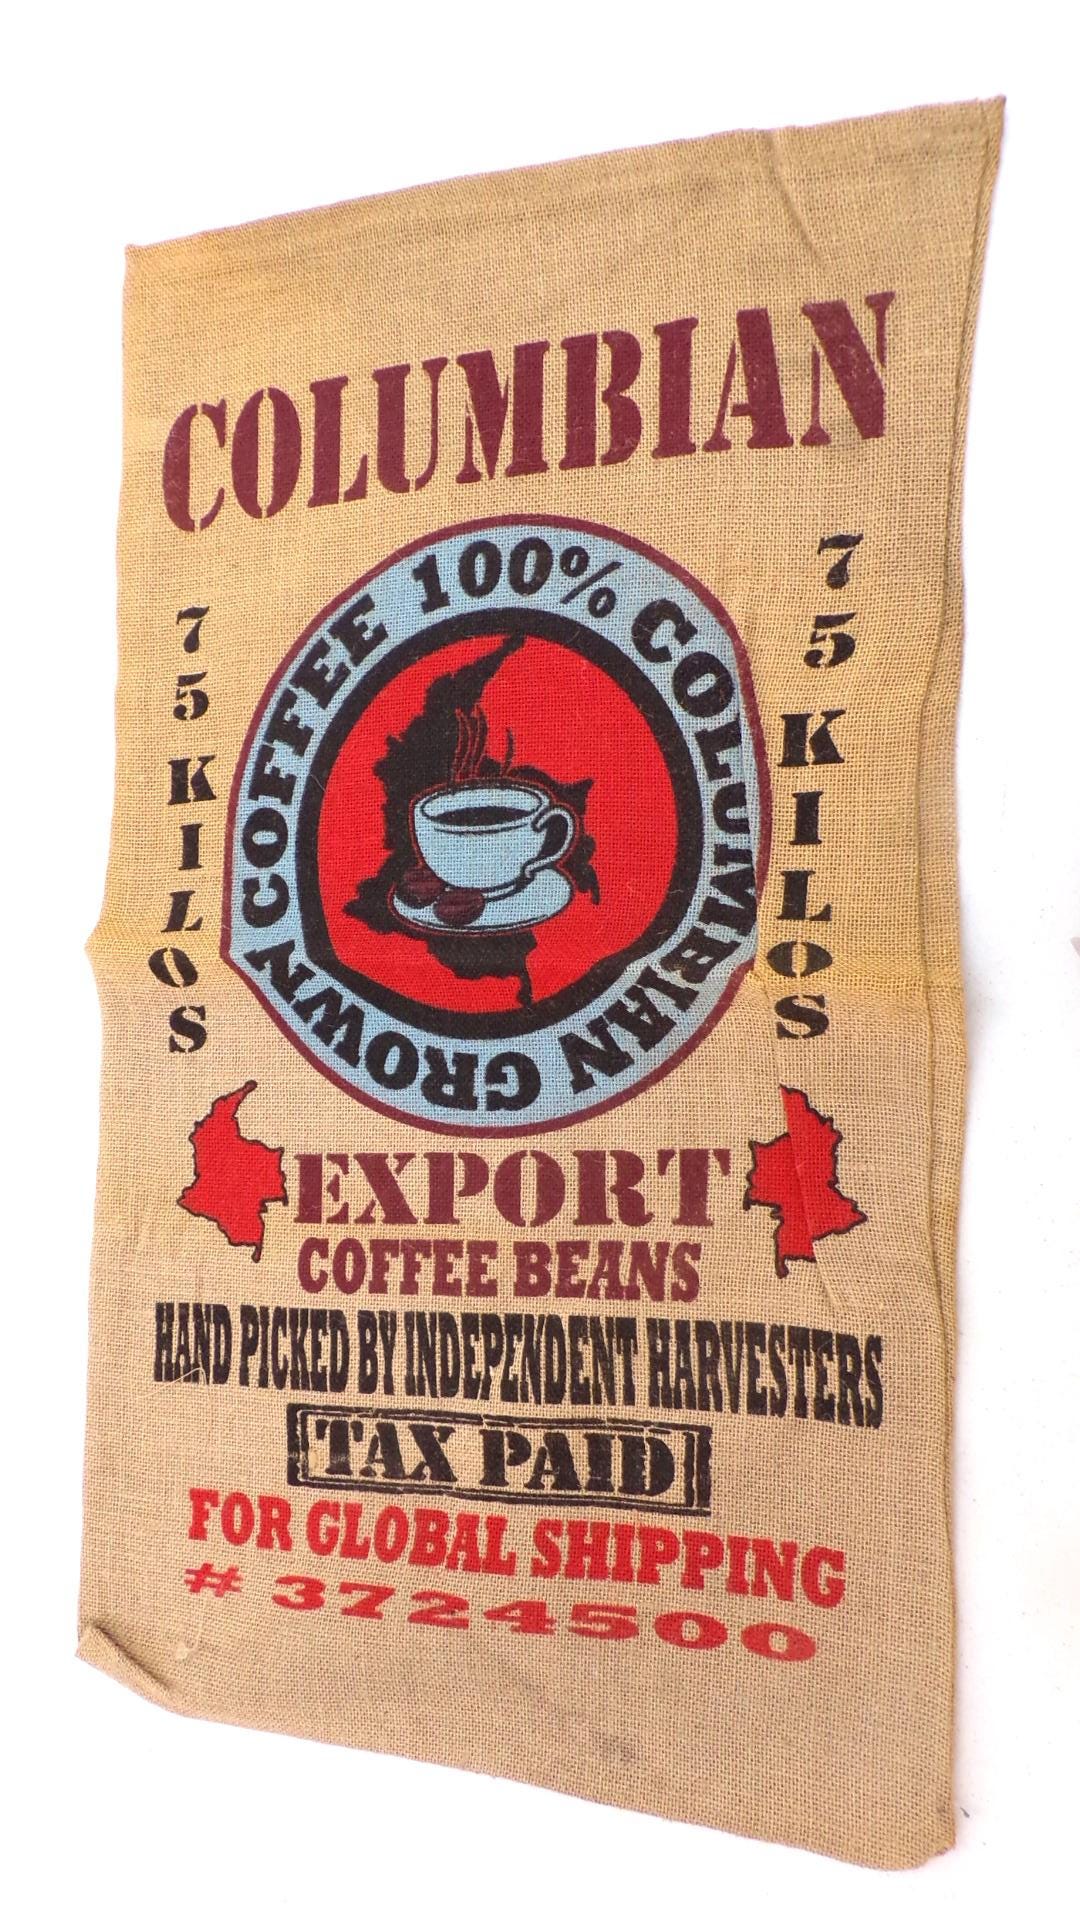 COLUMBIAN
100% COLUMBIAN GROWN COFFEE
75 KILOS
75 KILOS
EXPORT
COFFEE BEANS
HAND PICKED BY INDEPENDENT HARVESTERS
TAX PAID
FOR GLOBAL SHIPPING
# 3724500